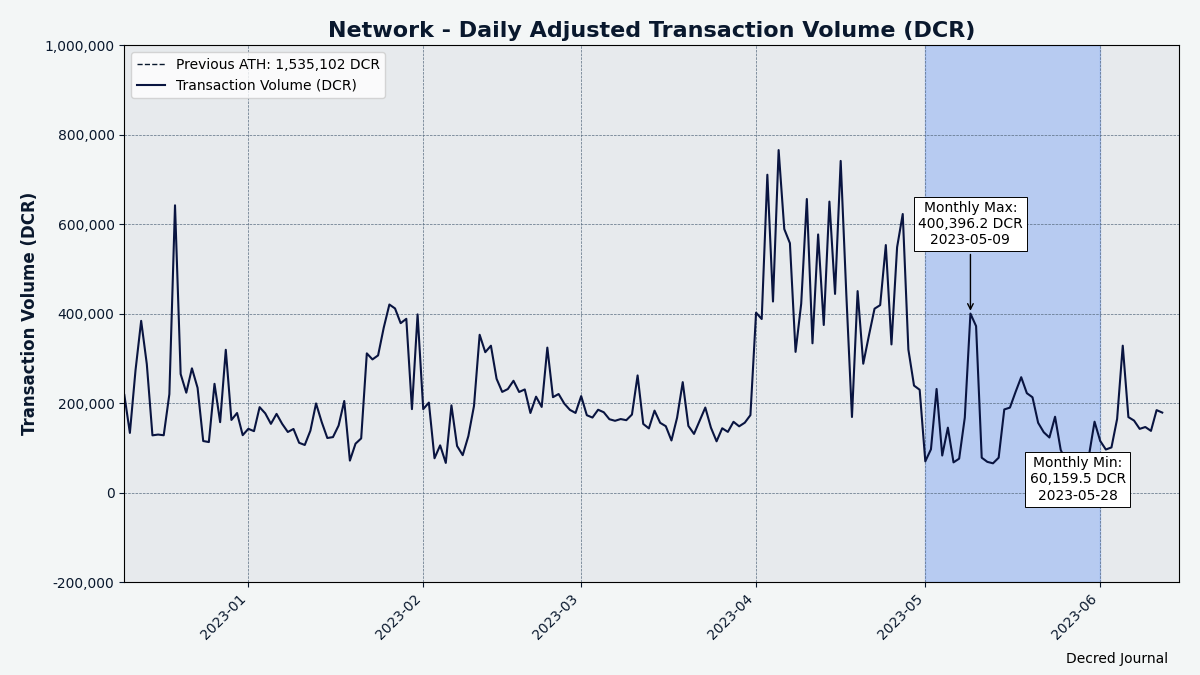 Network - Daily Adjusted Transaction Volume (DCR)
Transaction Volume (DCR)
1,000,000
800,000
600,000
400,000
200,000
0
-200,000
Previous ATH: 1,535,102 DCR
Transaction Volume (DCR)
Monthly Max:
400,396.2 DCR
2023-05-09
Monthly Min:
60,159.5 DCR
2023-05-28
2023-01
2023-02
2023-03
2023-04
2023-05
2023-06
Decred Journal